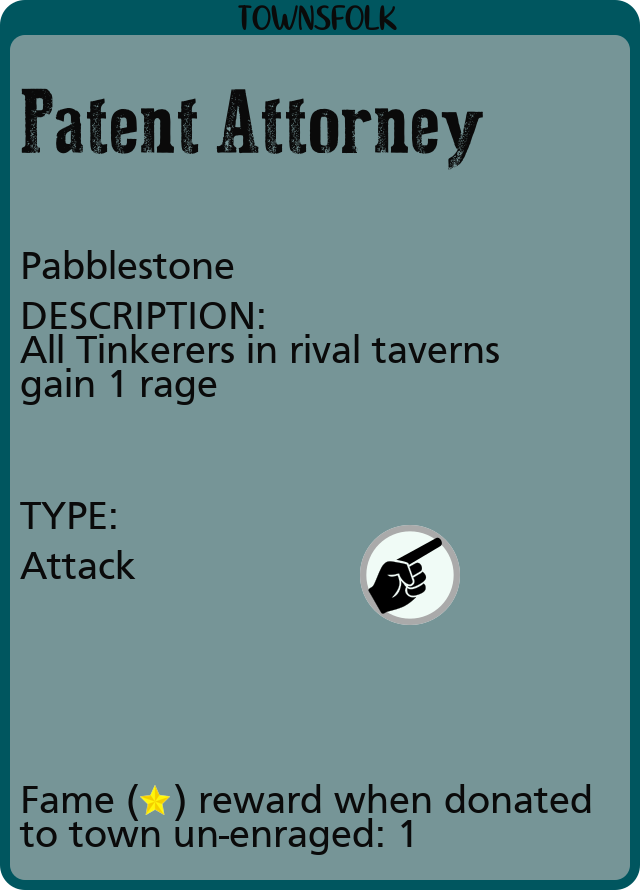 TOWNSFOLK
Patent Attorney
Pabblestone
DESCRIPTION:
All Tinkerers in rival taverns
gain 1 rage
TYPE:
Attack
Fame (⭐) reward when donated
to town un-enraged: 1